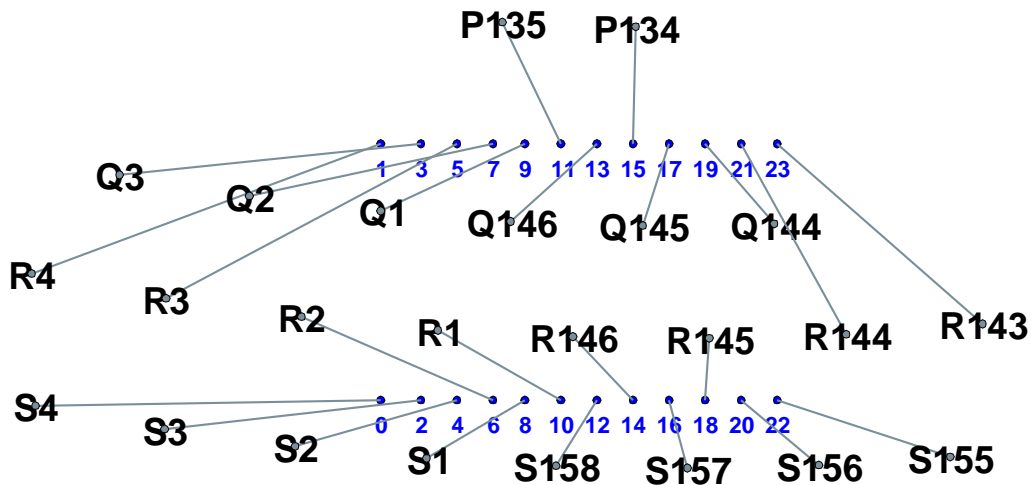 P135 P134
1 3 5 7 9 11 13 15 17 19 21 23
Q3 Q2 Q1 Q146 Q145 Q144
R4 R3 R2 R1 R146 R145 R144 R143
S4 S3 S2 S1 S158 S157 S156 S155
0 2 4 6 8 10 12 14 16 18 20 22